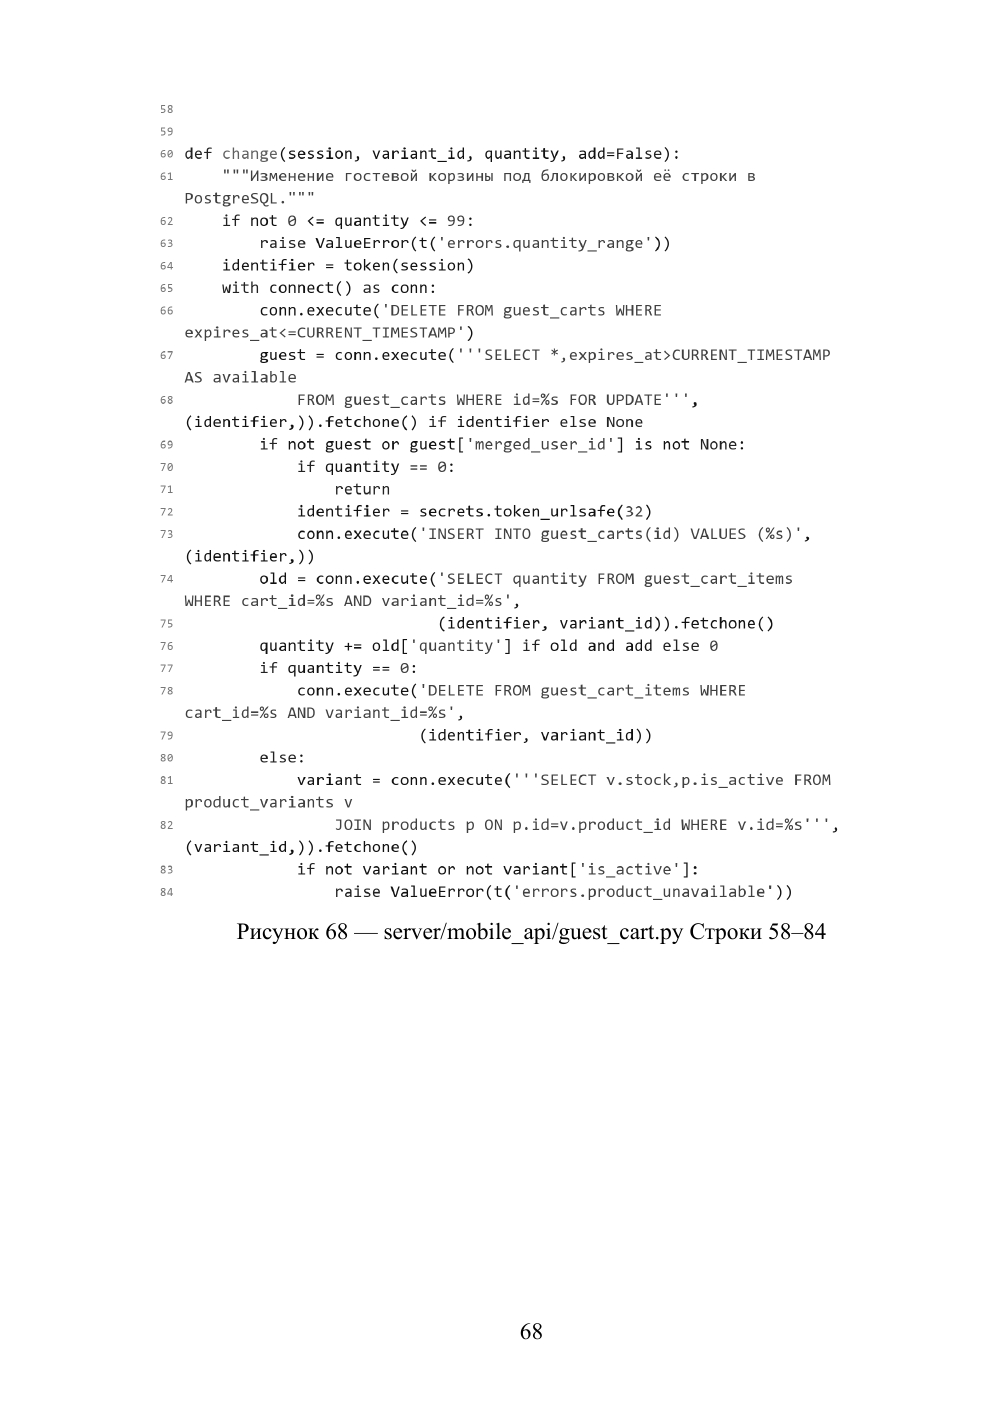 58
59
60 def change(session, variant_id, quantity, add=False):
61     """Изменение гостевой корзины под блокировкой её строки в
PostgreSQL."""
62     if not 0 <= quantity <= 99:
63         raise ValueError(t('errors.quantity_range'))
64     identifier = token(session)
65     with connect() as conn:
66         conn.execute('DELETE FROM guest_carts WHERE
expires_at<=CURRENT_TIMESTAMP')
67         guest = conn.execute('''SELECT *,expires_at>CURRENT_TIMESTAMP
AS available
68             FROM guest_carts WHERE id=%s FOR UPDATE''',
(identifier,)).fetchone() if identifier else None
69         if not guest or guest['merged_user_id'] is not None:
70             if quantity == 0:
71                 return
72             identifier = secrets.token_urlsafe(32)
73             conn.execute('INSERT INTO guest_carts(id) VALUES (%s)',
(identifier,))
74         old = conn.execute('SELECT quantity FROM guest_cart_items
WHERE cart_id=%s AND variant_id=%s',
75                            (identifier, variant_id)).fetchone()
76         quantity += old['quantity'] if old and add else 0
77         if quantity == 0:
78             conn.execute('DELETE FROM guest_cart_items WHERE
cart_id=%s AND variant_id=%s',
79                          (identifier, variant_id))
80         else:
81             variant = conn.execute('''SELECT v.stock,p.is_active FROM
product_variants v
82                 JOIN products p ON p.id=v.product_id WHERE v.id=%s''',
(variant_id,)).fetchone()
83             if not variant or not variant['is_active']:
84                 raise ValueError(t('errors.product_unavailable'))
Рисунок 68 — server/mobile_api/guest_cart.py Строки 58–84
68